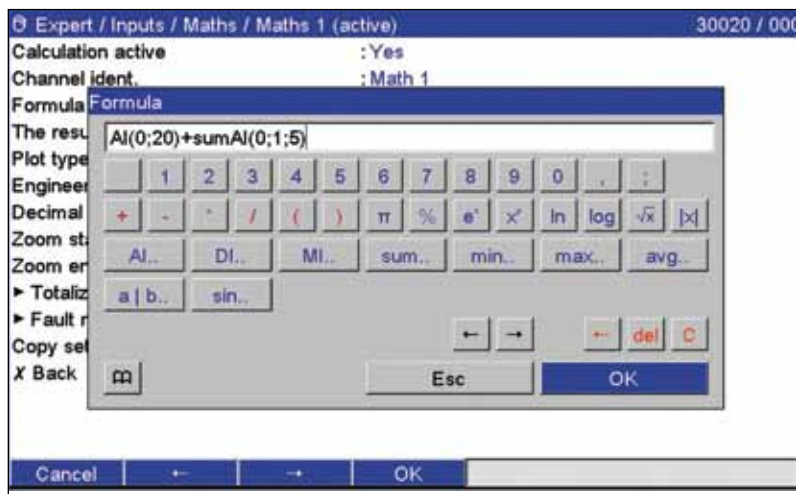 Expert / Inputs / Maths / Maths 1 (active) 30020 / 000
Calculation active : Yes
Channel ident. : Math 1
Formula
Formula
The resu
AI(0;20)+sumAI(0;1;5)
Plot type
1 2 3 4 5 6 7 8 9 0 , ;
Engineer
Decimal
+ - * / ( ) π % eˣ xʸ ln log √x |x|
Zoom sta
AI.. DI.. MI.. sum.. min.. max.. avg..
Zoom en
► Totaliz
a | b.. sin..
► Fault r
← → ← del C
Copy set
X Back
Esc OK
Cancel ← → OK